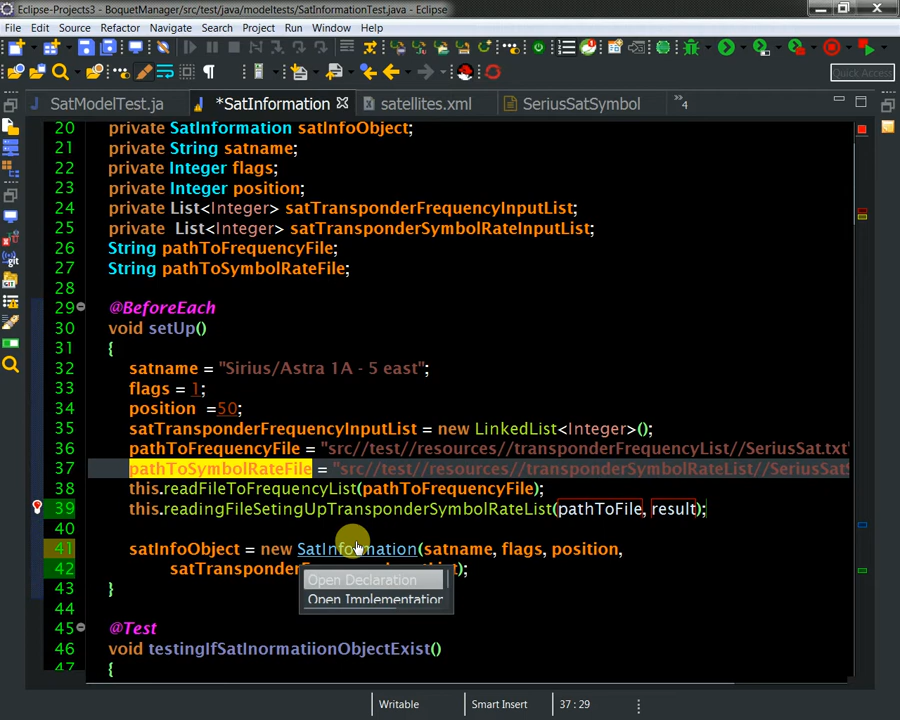 Eclipse-Projects3 - BoquetManager/src/test/java/modeltests/SatInformationTest.java - Eclipse
File Edit Source Refactor Navigate Search Project Run Window Help
Quick Access
SatModelTest.ja *SatInformation satellites.xml SeriusSatSymbol »4
20 private SatInformation satInfoObject;
21 private String satname;
22 private Integer flags;
23 private Integer position;
24 private List<Integer> satTransponderFrequencyInputList;
25 private List<Integer> satTransponderSymbolRateInputList;
26 String pathToFrequencyFile;
27 String pathToSymbolRateFile;
28
29 @BeforeEach
30 void setUp()
31 {
32 satname = "Sirius/Astra 1A - 5 east";
33 flags = 1;
34 position =50;
35 satTransponderFrequencyInputList = new LinkedList<Integer>();
36 pathToFrequencyFile = "src//test//resources//transponderFrequencyList//SeriusSat.txt"
37 pathToSymbolRateFile = "src//test//resources//transponderSymbolRateList//SeriusSatS
38 this.readFileToFrequencyList(pathToFrequencyFile);
39 this.readingFileSetingUpTransponderSymbolRateList(pathToFile, result);
40
41 satInfoObject = new SatInformation(satname, flags, position,
42 satTransponder );
Open Declaration
Open Implementation
43 }
44
45 @Test
46 void testingIfSatInormatiionObjectExist()
47 {
Writable Smart Insert 37 : 29